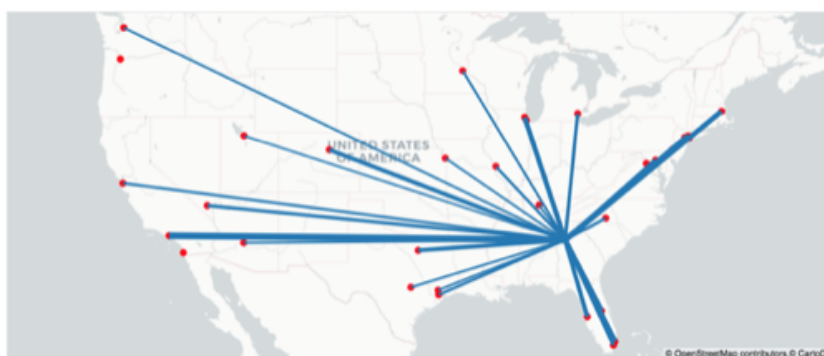 UNITED STATES
OF AMERICA
© OpenStreetMap contributors © CartoD